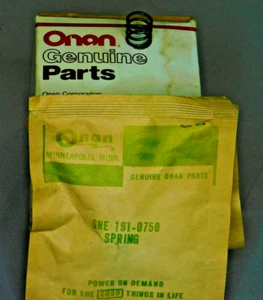 Onan
Genuine
Parts
Onan Corporation
Onan
MINNEAPOLIS, MINN.
GENUINE ONAN PARTS
ONE 191-0750
SPRING
POWER ON DEMAND
FOR THE GOOD THINGS IN LIFE